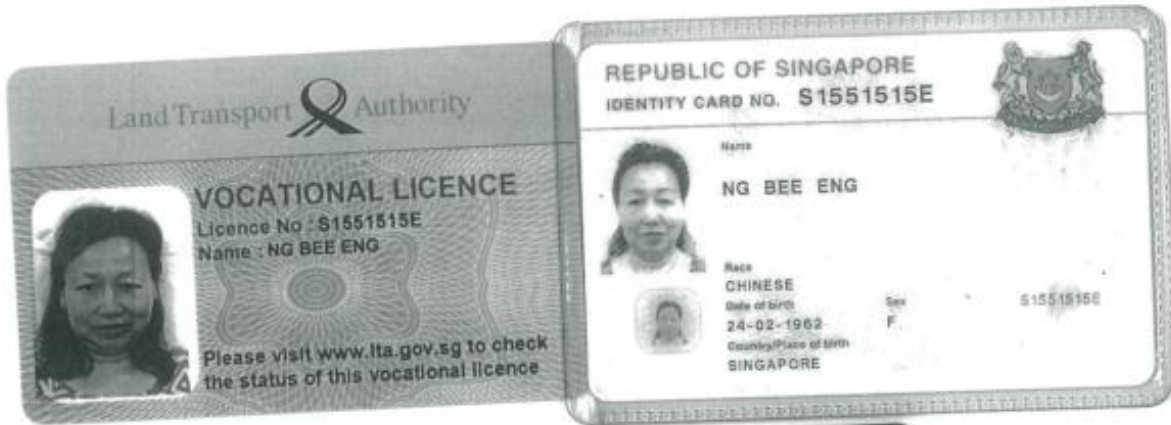 Land Transport Authority
VOCATIONAL LICENCE
Licence No : S1551515E
Name : NG BEE ENG
Please visit www.lta.gov.sg to check
the status of this vocational licence
REPUBLIC OF SINGAPORE
IDENTITY CARD NO. S1551515E
Name
NG BEE ENG
Race
CHINESE
Date of birth Sex S1551515E
24-02-1962 F
Country/Place of birth
SINGAPORE